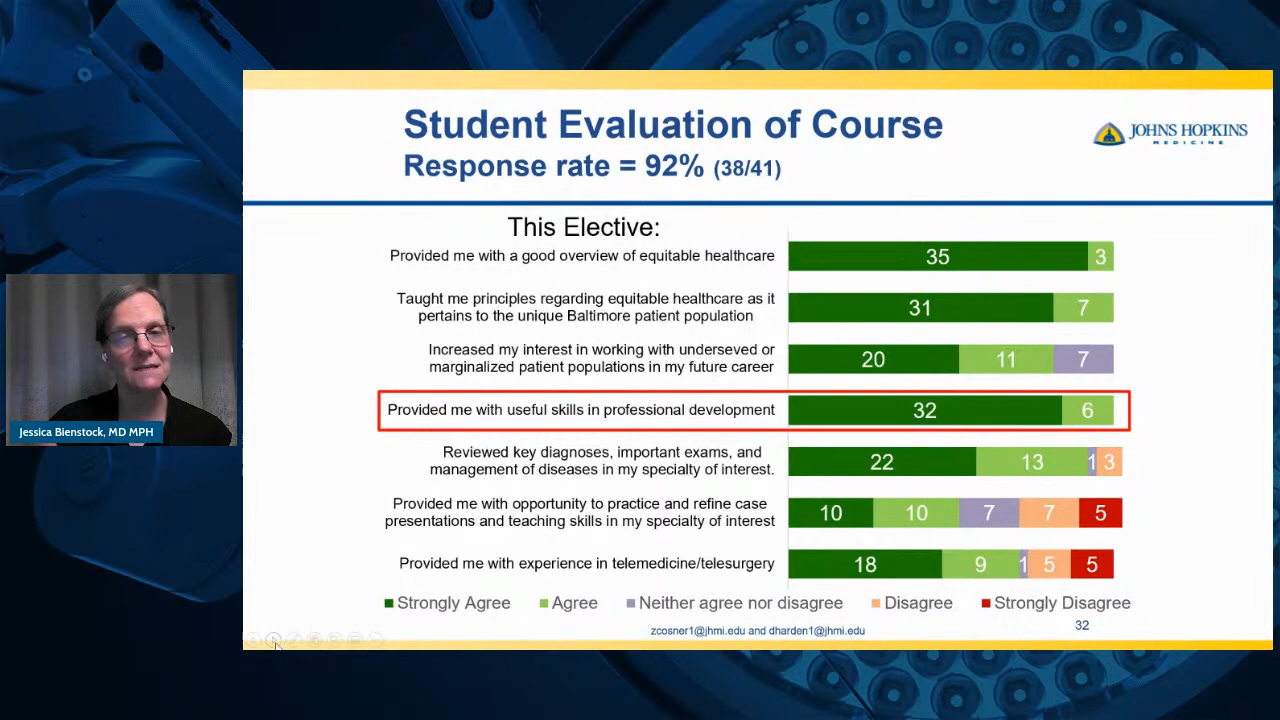 Student Evaluation of Course
Response rate = 92% (38/41)
JOHNS HOPKINS
MEDICINE
This Elective:
Provided me with a good overview of equitable healthcare
35
3
Taught me principles regarding equitable healthcare as it
pertains to the unique Baltimore patient population
31
7
Increased my interest in working with underseved or
marginalized patient populations in my future career
20
11
7
Provided me with useful skills in professional development
32
6
Reviewed key diagnoses, important exams, and
management of diseases in my specialty of interest.
22
13
1
3
Provided me with opportunity to practice and refine case
presentations and teaching skills in my specialty of interest
10
10
7
7
5
Provided me with experience in telemedicine/telesurgery
18
9
1
5
5
Strongly Agree
Agree
Neither agree nor disagree
Disagree
Strongly Disagree
zcosner1@jhmi.edu and dharden1@jhmi.edu
32
Jessica Bienstock, MD MPH